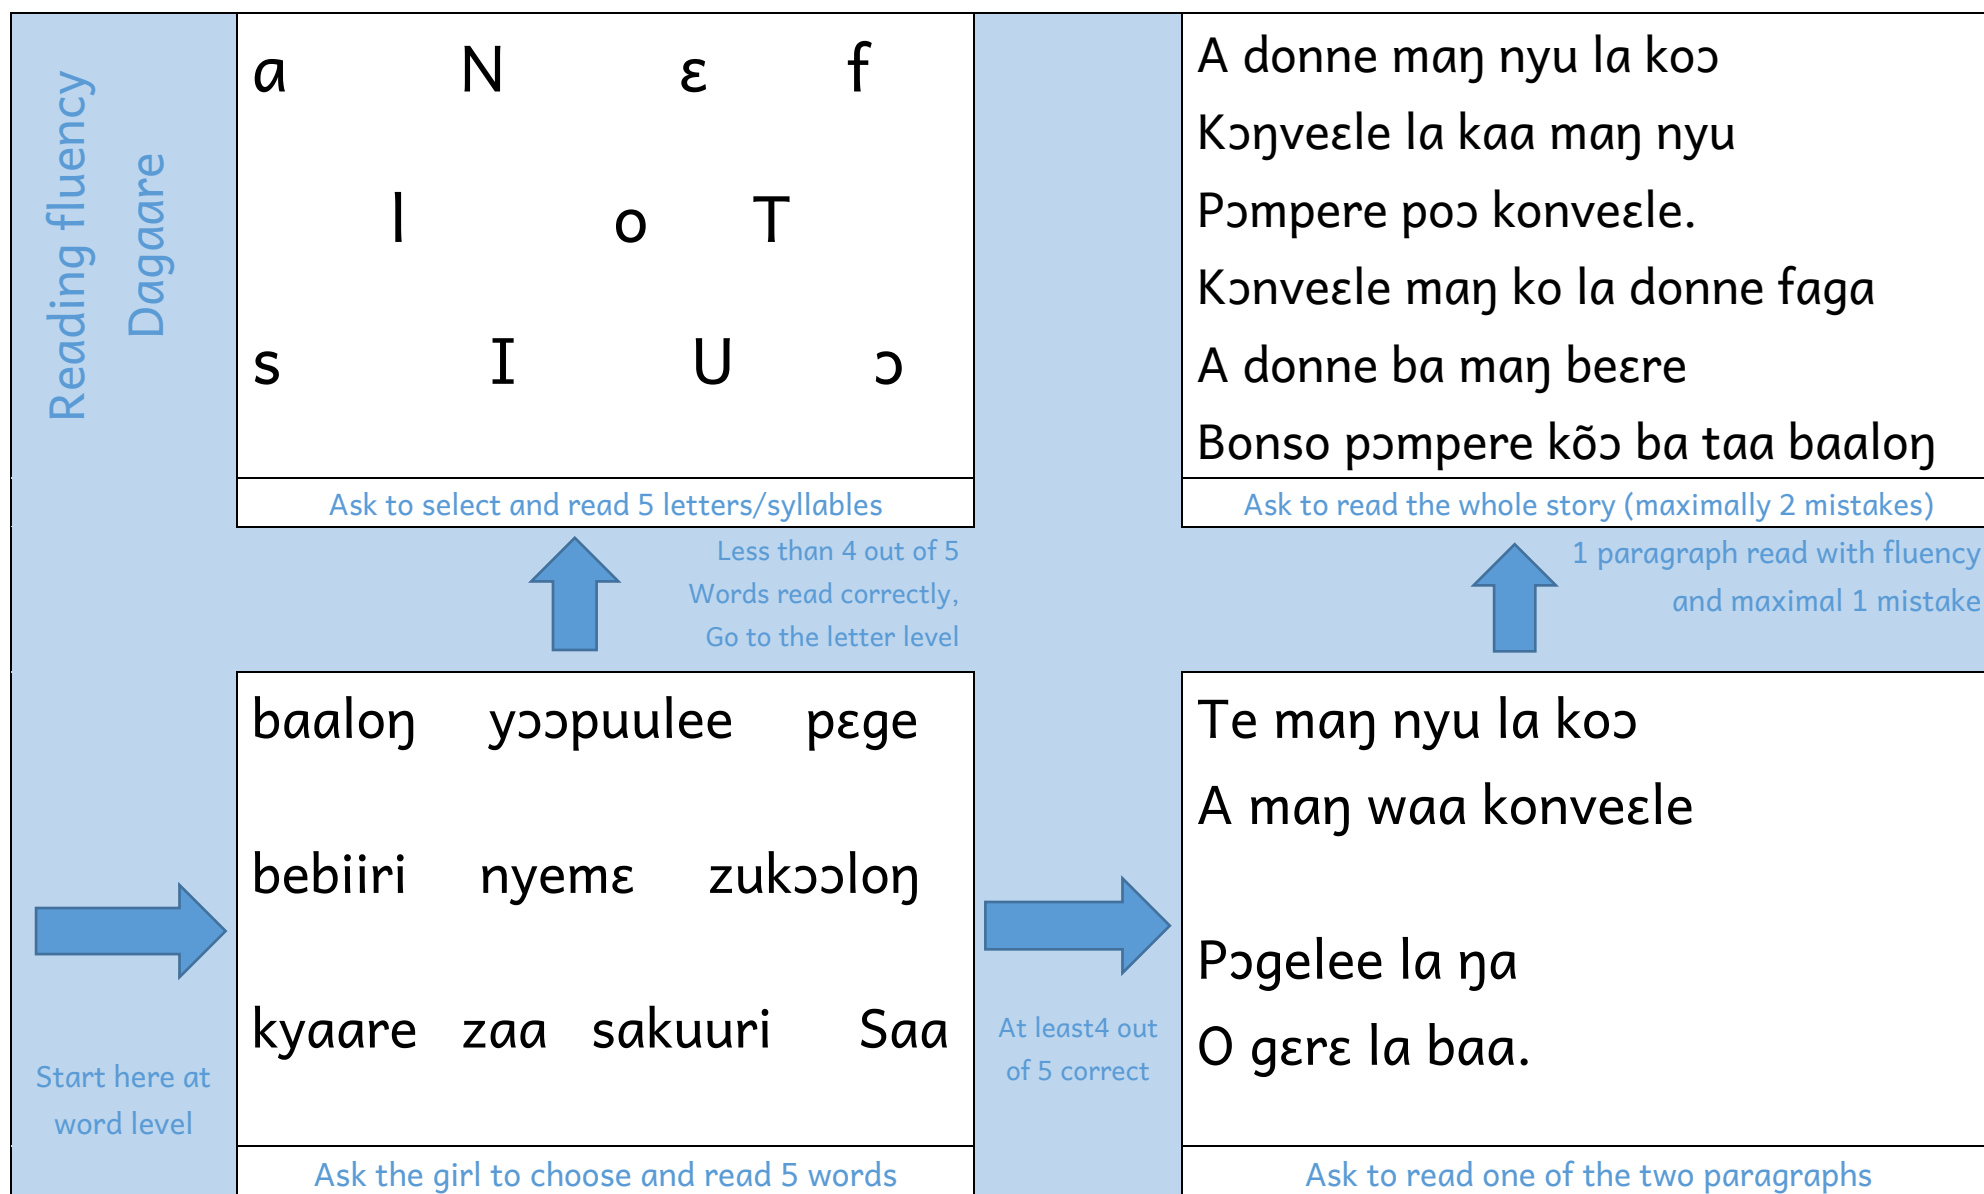 Reading fluency
Dagaare
a N ɛ f
l o T
s I U ɔ
Ask to select and read 5 letters/syllables
Less than 4 out of 5
Words read correctly,
Go to the letter level
Start here at
word level
baaloŋ yɔɔpuulee pɛge
bebiiri nyemɛ zukɔɔloŋ
kyaare zaa sakuuri Saa
Ask the girl to choose and read 5 words
At least4 out
of 5 correct
A donne maŋ nyu la koɔ
Kɔŋveɛle la kaa maŋ nyu
Pɔmpere poɔ konveɛle.
Kɔnveɛle maŋ ko la donne faga
A donne ba maŋ beɛre
Bonso pɔmpere kõɔ ba taa baaloŋ
Ask to read the whole story (maximally 2 mistakes)
1 paragraph read with fluency
and maximal 1 mistake
Te maŋ nyu la koɔ
A maŋ waa konveɛle
Pɔgelee la ŋa
O gɛrɛ la baa.
Ask to read one of the two paragraphs